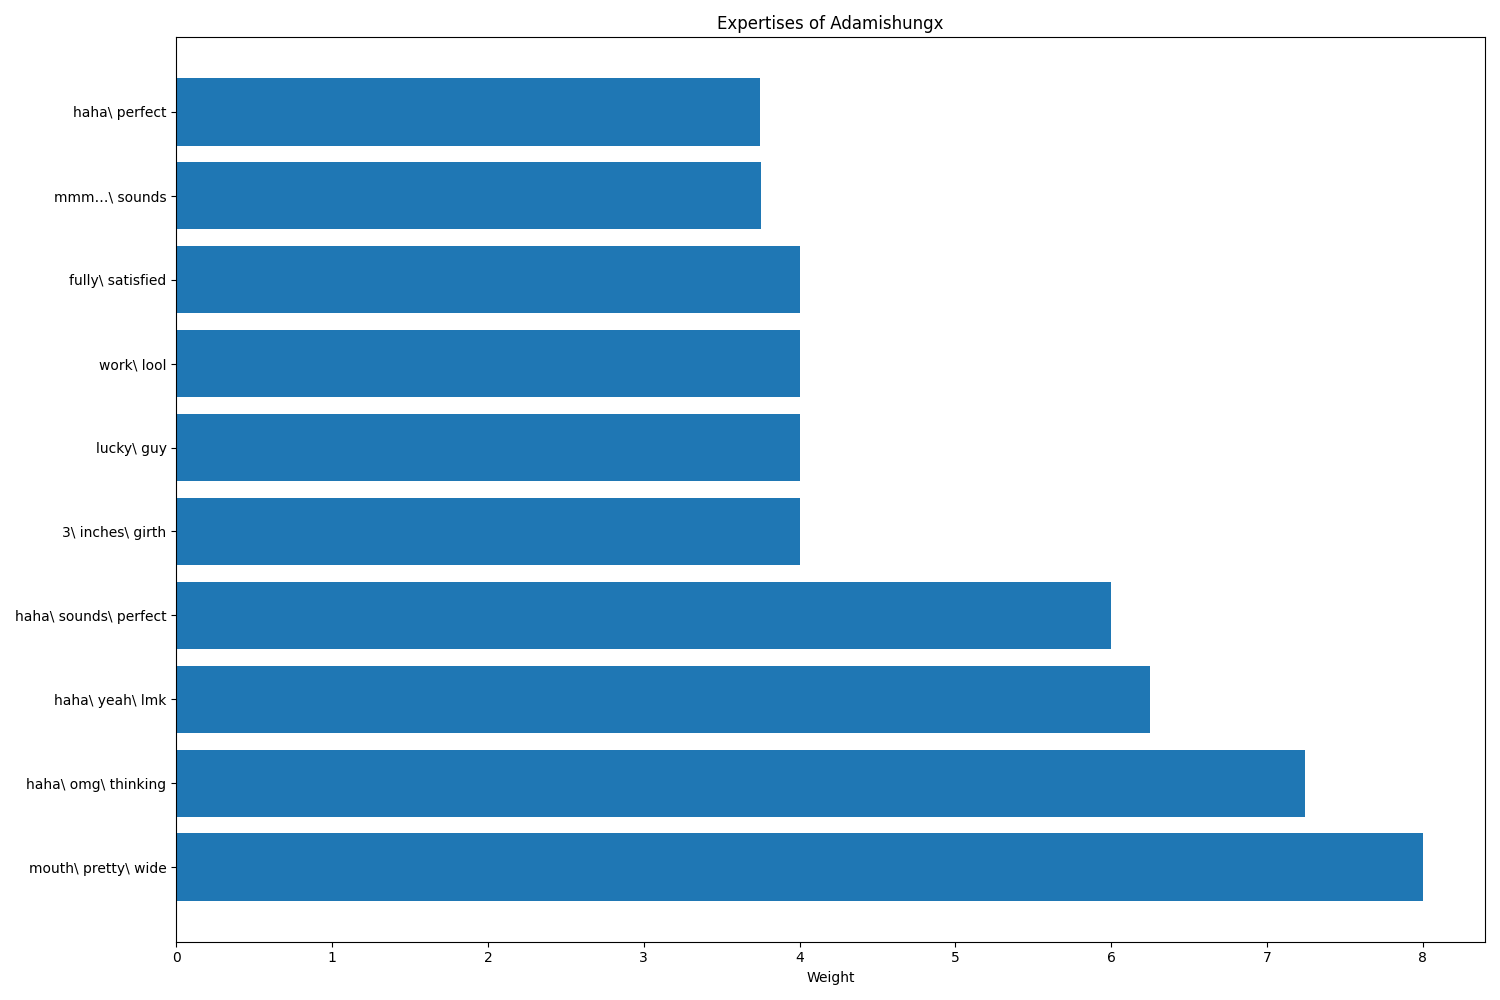 Expertises of Adamishungx
haha\ perfect
mmm...\ sounds
fully\ satisfied
work\ lool
lucky\ guy
3\ inches\ girth
haha\ sounds\ perfect
haha\ yeah\ lmk
haha\ omg\ thinking
mouth\ pretty\ wide
0 1 2 3 4 5 6 7 8
Weight